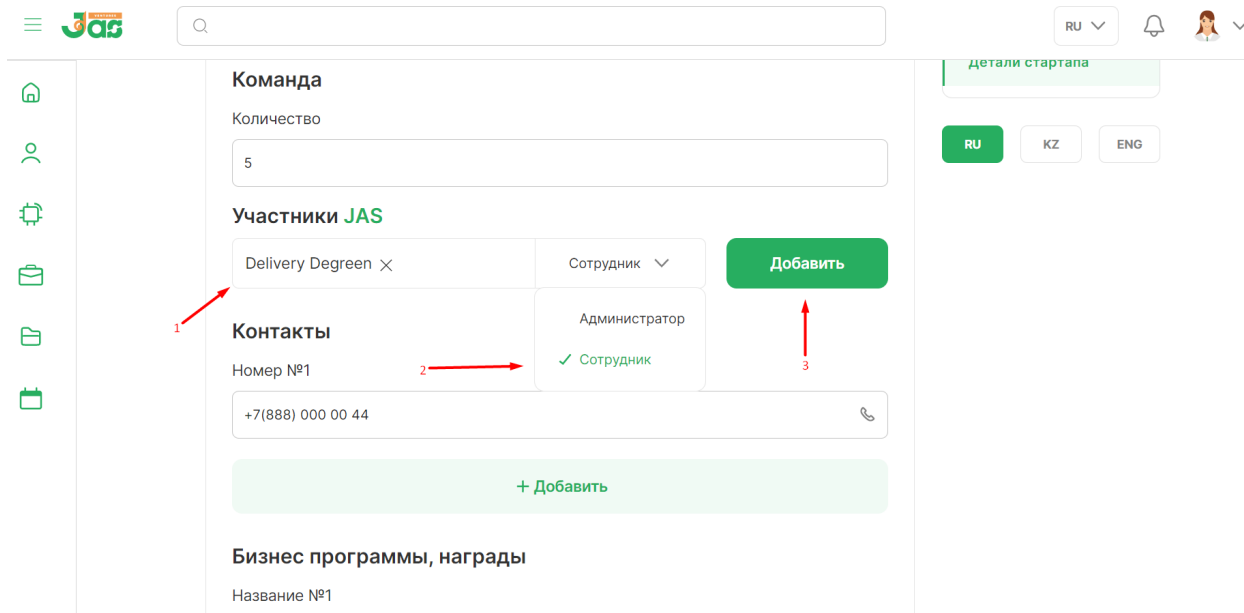 Jas
RU
Детали стартапа
Команда
Количество
RU
KZ
ENG
5
Участники JAS
Delivery Degreen
Сотрудник
Добавить
Администратор
1
Контакты
2
Сотрудник
3
Номер №1
+7(888) 000 00 44
+ Добавить
Бизнес программы, награды
Название №1